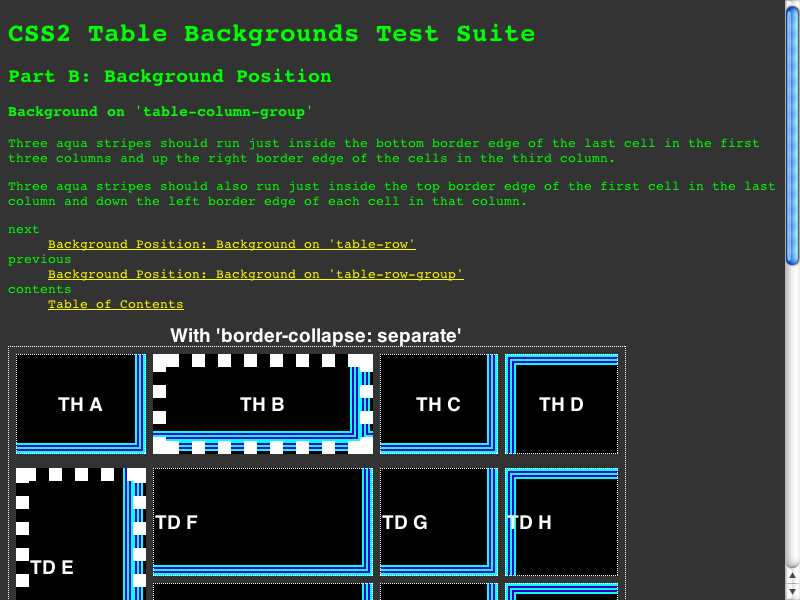 CSS2 Table Backgrounds Test Suite
Part B: Background Position
Background on 'table-column-group'
Three aqua stripes should run just inside the bottom border edge of the last cell in the first
three columns and up the right border edge of the cells in the third column.
Three aqua stripes should also run just inside the top border edge of the first cell in the last
column and down the left border edge of each cell in that column.
next
Background Position: Background on 'table-row'
previous
Background Position: Background on 'table-row-group'
contents
Table of Contents
With 'border-collapse: separate'
TH A
TH B
TH C
TH D
TD E
TD F
TD G
TD H